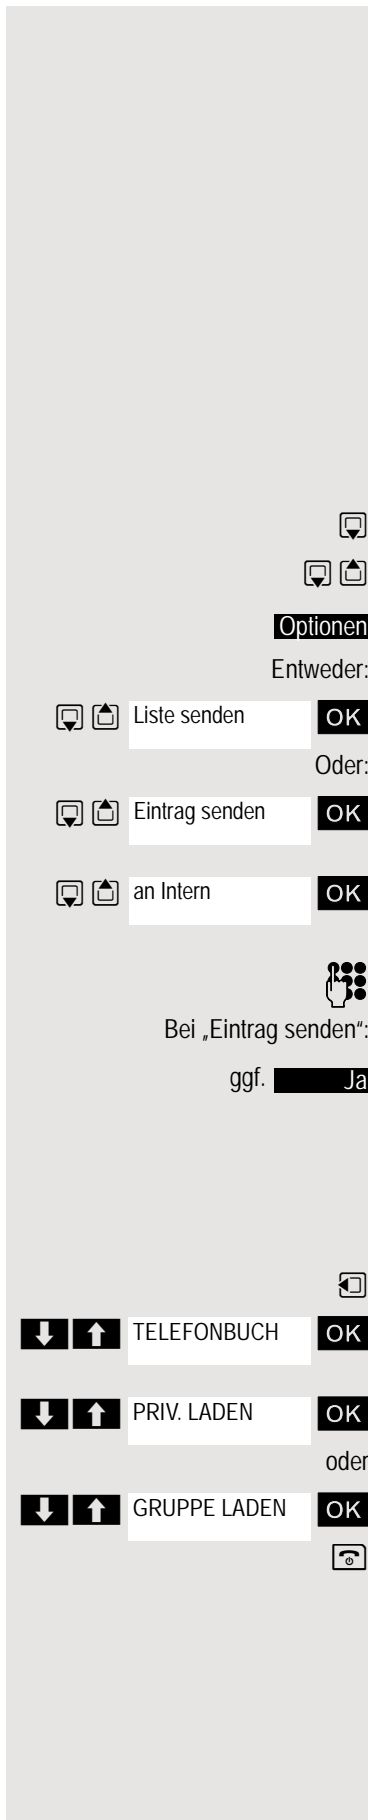 Optionen
Entweder:
Liste senden OK
Oder:
Eintrag senden OK
an Intern OK
Bei „Eintrag senden“:
ggf. Ja
TELEFONBUCH OK
PRIV. LADEN OK
oder
GRUPPE LADEN OK